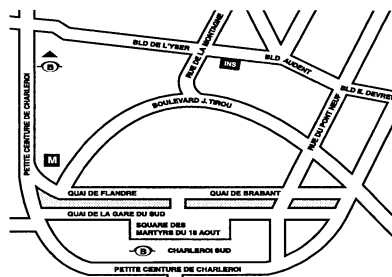 BLD DE L'YSER
RUE DE LA MONTAGNE
INS
BLD AUDENT
BLD E. DEVREUX
B
PETITE CEINTURE DE CHARLEROI
BOULEVARD J. TIROU
RUE DU PONT NEUF
M
QUAI DE FLANDRE
QUAI DE BRABANT
QUAI DE LA GARE DU SUD
SQUARE DES
MARTYRS DU 18 AOUT
B
CHARLEROI SUD
PETITE CEINTURE DE CHARLEROI